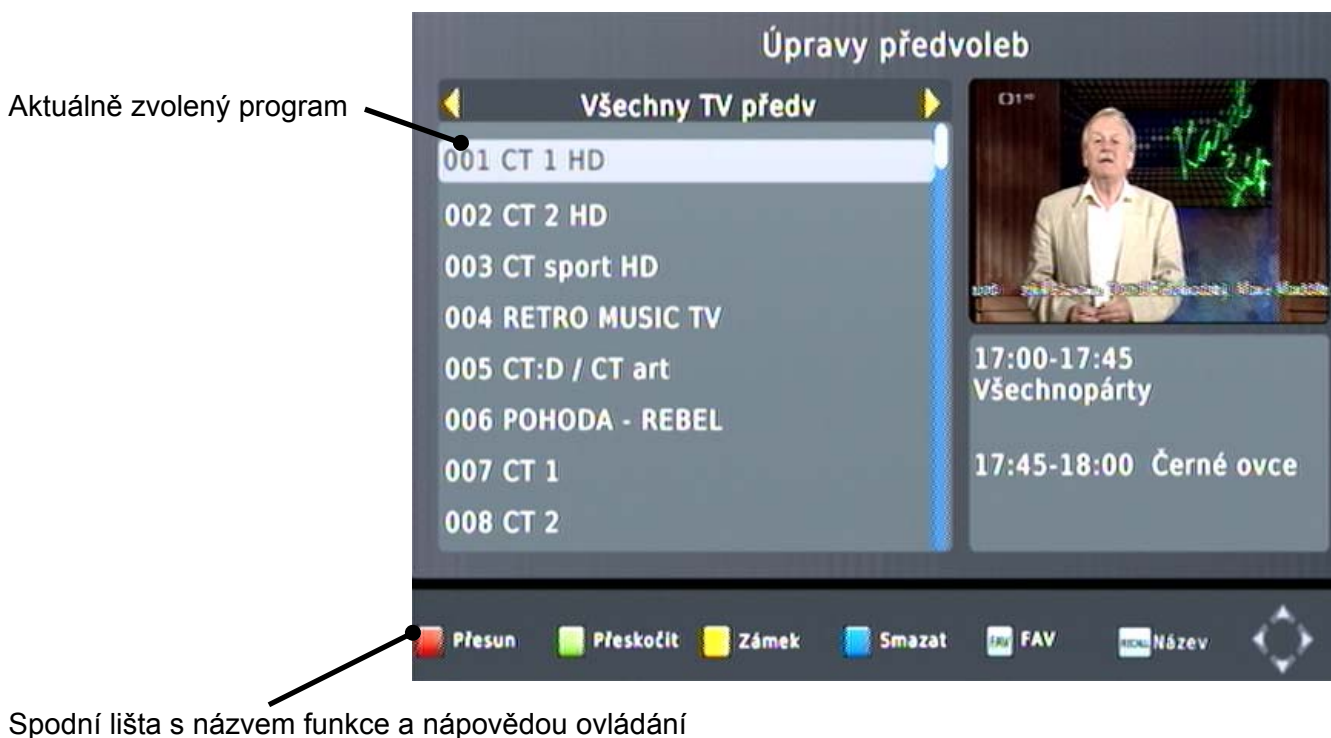 Úpravy předvoleb
Aktuálně zvolený program
Všechny TV předv
001 CT 1 HD
002 CT 2 HD
003 CT sport HD
004 RETRO MUSIC TV
005 CT:D / CT art
006 POHODA - REBEL
007 CT 1
008 CT 2
17:00-17:45
Všechnopárty
17:45-18:00 Černé ovce
Přesun Přeskočit Zámek Smazat FAV FAV RECALL Název
Spodní lišta s názvem funkce a nápovědou ovládání